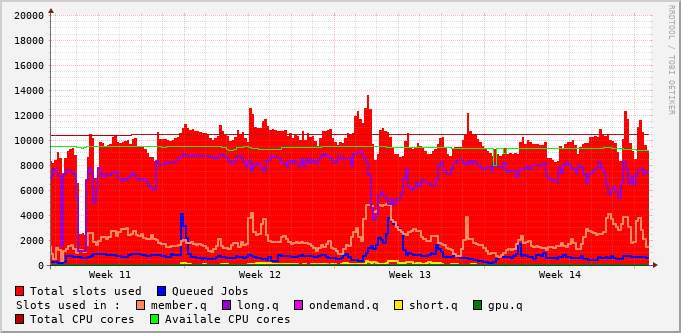 20000
18000
16000
14000
12000
10000
8000
6000
4000
2000
0
Week 11 Week 12 Week 13 Week 14
RRDTOOL / TOBI OETIKER
Total slots used Queued Jobs
Slots used in : member.q long.q ondemand.q short.q gpu.q
Total CPU cores Availale CPU cores